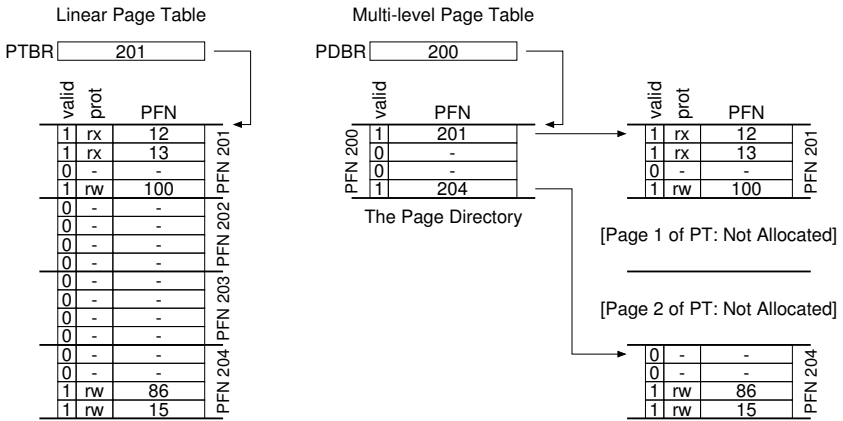 Linear Page Table
PTBR 201
valid prot PFN
1 rx 12
1 rx 13
0 - -
1 rw 100
PFN 201
0 - -
0 - -
0 - -
0 - -
PFN 202
0 - -
0 - -
0 - -
0 - -
PFN 203
0 - -
0 - -
1 rw 86
1 rw 15
PFN 204
Multi-level Page Table
PDBR 200
valid PFN
PFN 200
1 201
0 -
0 -
1 204
The Page Directory
valid prot PFN
1 rx 12
1 rx 13
0 - -
1 rw 100
PFN 201
[Page 1 of PT: Not Allocated]
[Page 2 of PT: Not Allocated]
0 - -
0 - -
1 rw 86
1 rw 15
PFN 204